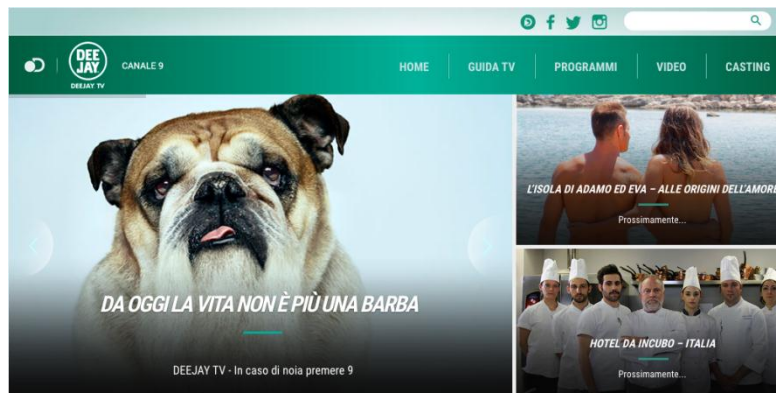 DEE
JAY
DEEJAY TV
CANALE 9
HOME
GUIDA TV
PROGRAMMI
VIDEO
CASTING
DA OGGI LA VITA NON È PIÙ UNA BARBA
DEEJAY TV - In caso di noia premere 9
L'ISOLA DI ADAMO ED EVA – ALLE ORIGINI DELL'AMORE
Prossimamente...
HOTEL DA INCUBO – ITALIA
Prossimamente...